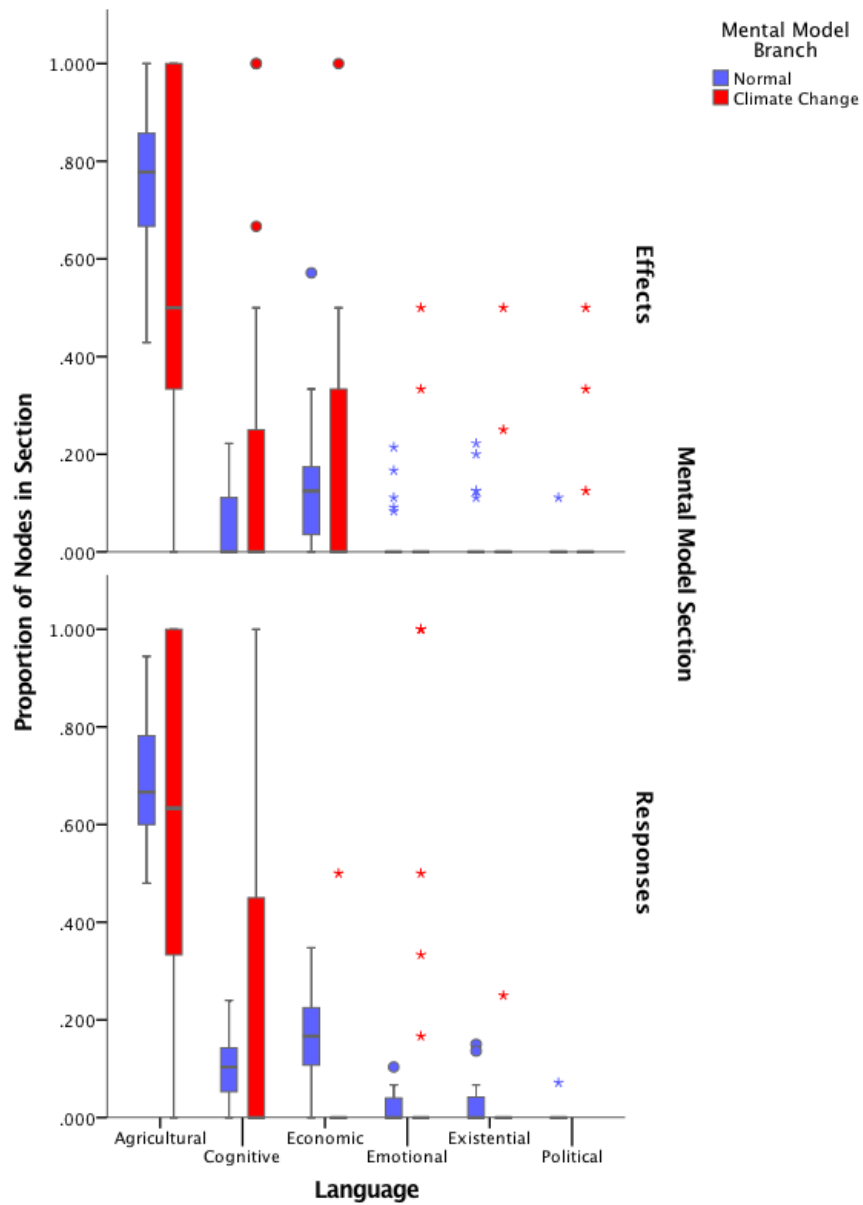 Mental Model
Branch
Normal
Climate Change
Proportion of Nodes in Section
1.000
.800
.600
.400
.200
.000
Effects
Mental Model Section
1.000
.800
.600
.400
.200
.000
Responses
Agricultural
Cognitive
Economic
Emotional
Existential
Political
Language